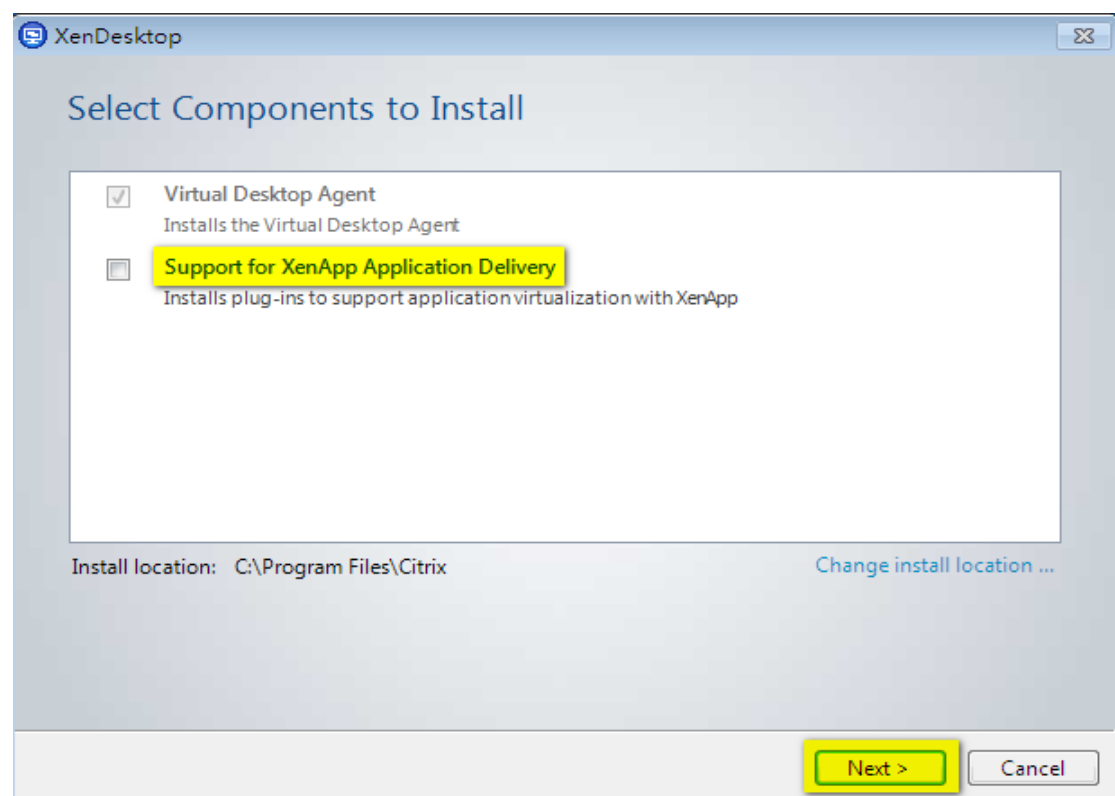 XenDesktop
Select Components to Install
Virtual Desktop Agent
Installs the Virtual Desktop Agent
Support for XenApp Application Delivery
Installs plug-ins to support application virtualization with XenApp
Install location: C:\Program Files\Citrix
Change install location ...
Next >
Cancel